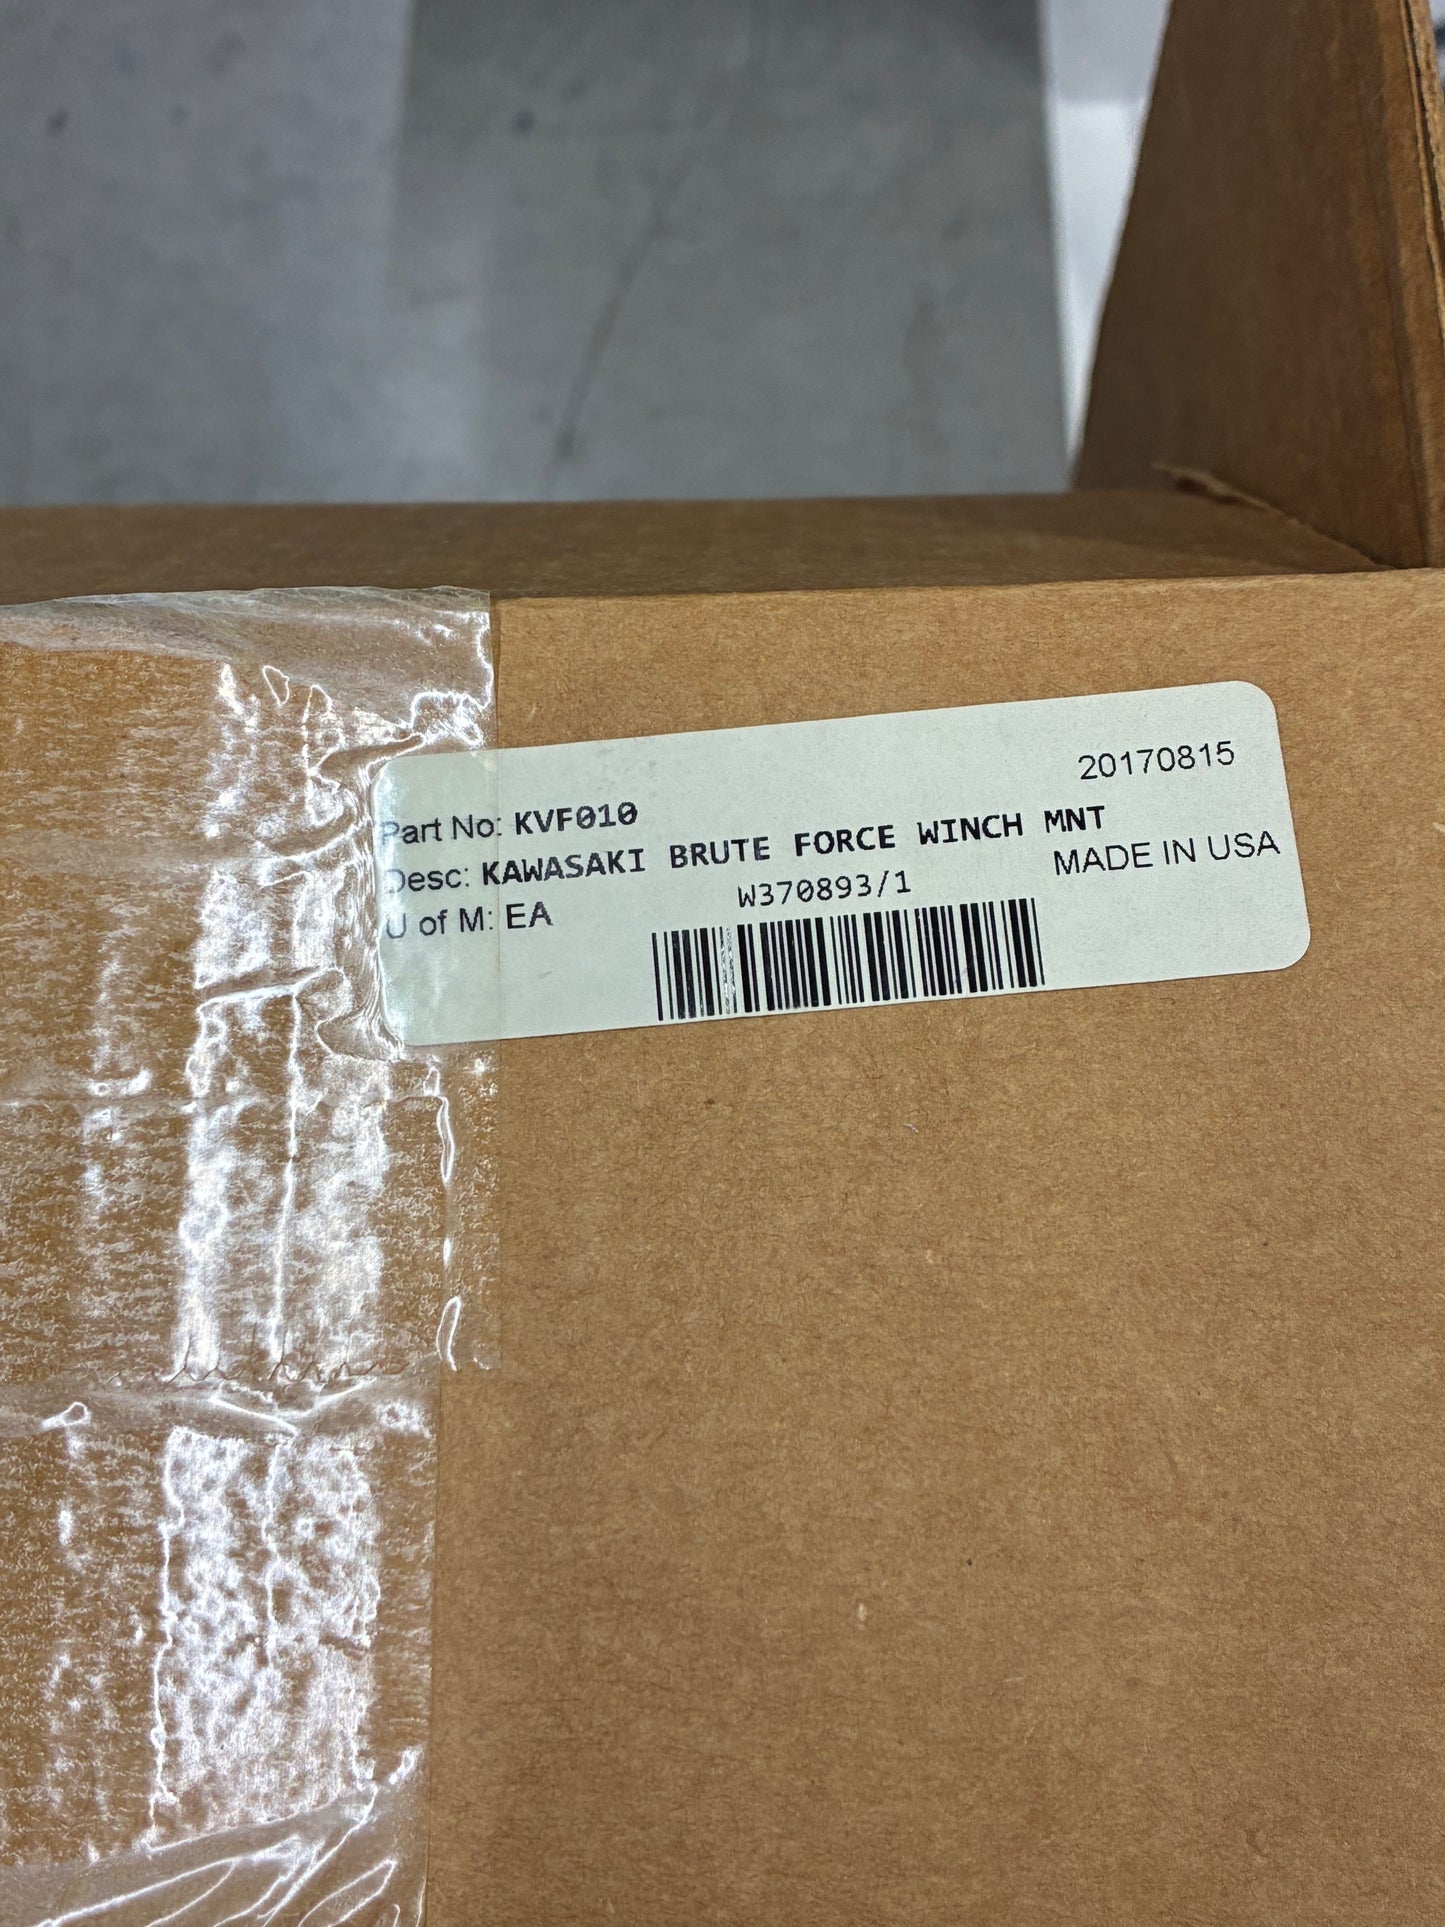 20170815
Part No: KVF010
Desc: KAWASAKI BRUTE FORCE WINCH MNT
U of M: EA
W370893/1
MADE IN USA